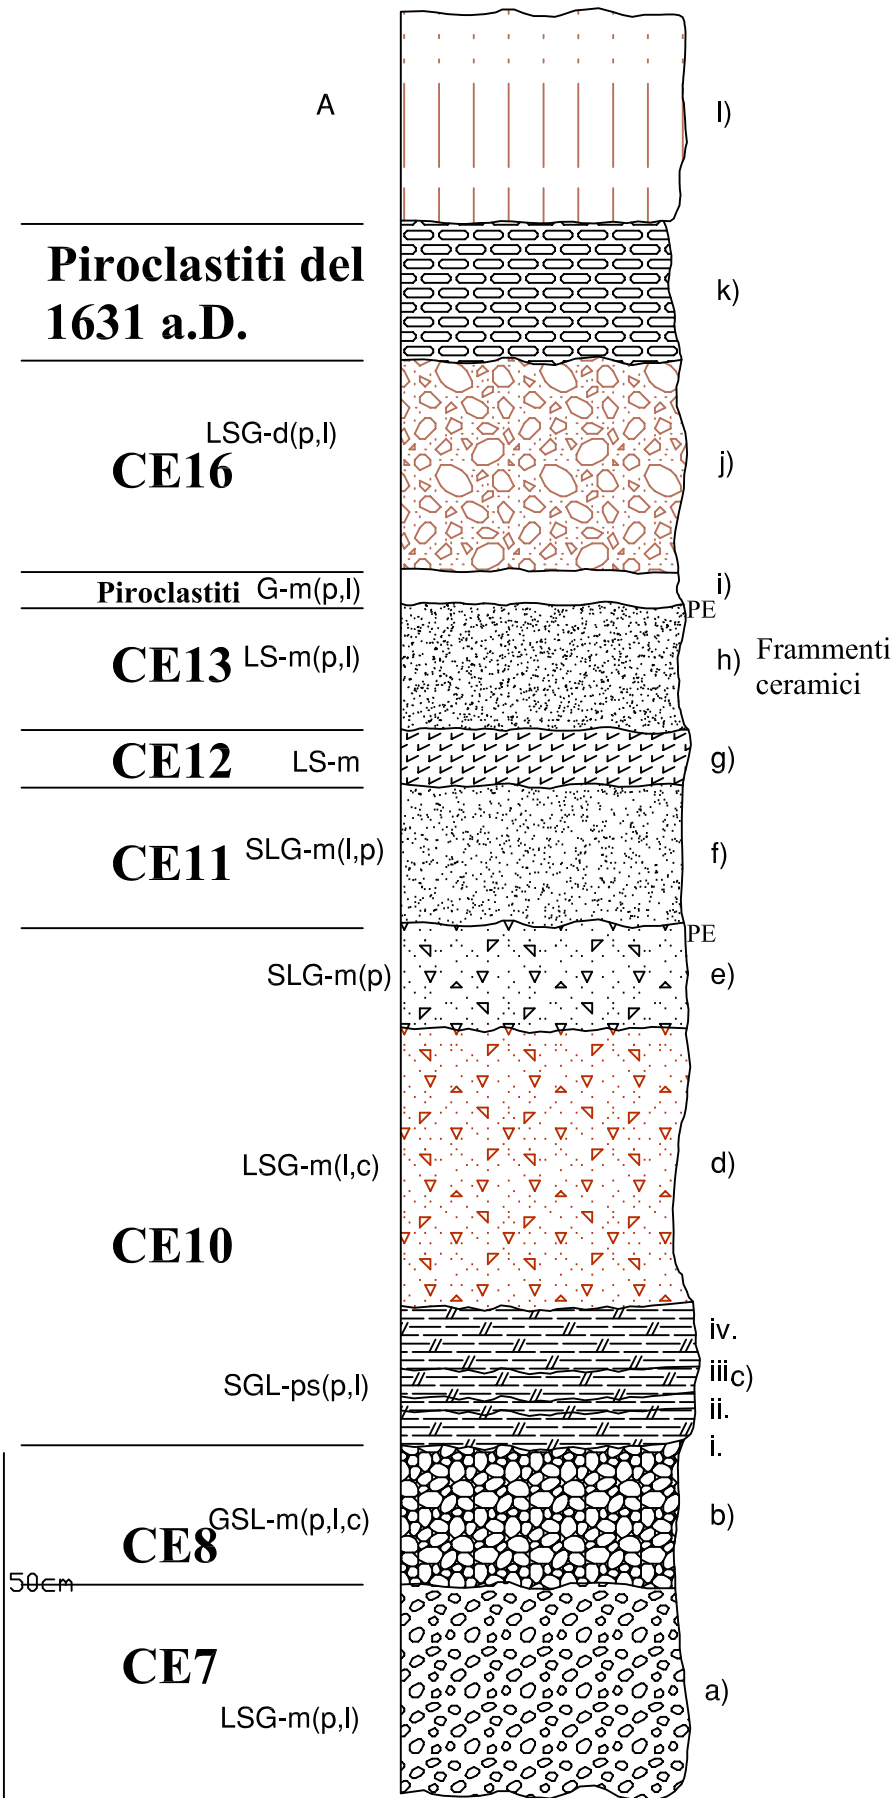 A
l)
Piroclastiti del
1631 a.D.
k)
LSG-d(p,l)
CE16
j)
Piroclastiti
G-m(p,l)
i)
PE
CE13
LS-m(p,l)
h)
Frammenti
ceramici
CE12
LS-m
g)
CE11
SLG-m(l,p)
f)
PE
SLG-m(p)
e)
LSG-m(l,c)
d)
CE10
iv.
iii
c)
SGL-ps(p,l)
ii.
i.
b)
GSL-m(p,l,c)
CE8
50cm
CE7
a)
LSG-m(p,l)